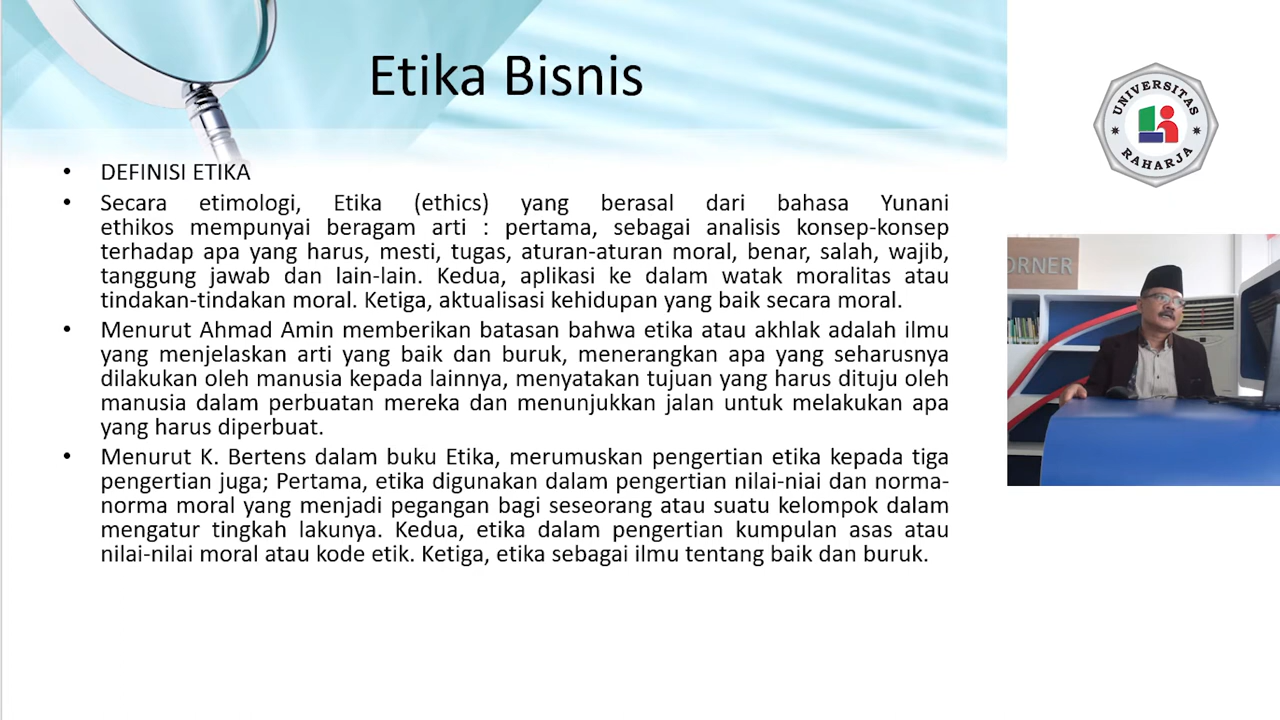 Etika Bisnis
• DEFINISI ETIKA
• Secara etimologi, Etika (ethics) yang berasal dari bahasa Yunani
ethikos mempunyai beragam arti : pertama, sebagai analisis konsep-konsep
terhadap apa yang harus, mesti, tugas, aturan-aturan moral, benar, salah, wajib,
tanggung jawab dan lain-lain. Kedua, aplikasi ke dalam watak moralitas atau
tindakan-tindakan moral. Ketiga, aktualisasi kehidupan yang baik secara moral.
• Menurut Ahmad Amin memberikan batasan bahwa etika atau akhlak adalah ilmu
yang menjelaskan arti yang baik dan buruk, menerangkan apa yang seharusnya
dilakukan oleh manusia kepada lainnya, menyatakan tujuan yang harus dituju oleh
manusia dalam perbuatan mereka dan menunjukkan jalan untuk melakukan apa
yang harus diperbuat.
• Menurut K. Bertens dalam buku Etika, merumuskan pengertian etika kepada tiga
pengertian juga; Pertama, etika digunakan dalam pengertian nilai-niai dan norma-
norma moral yang menjadi pegangan bagi seseorang atau suatu kelompok dalam
mengatur tingkah lakunya. Kedua, etika dalam pengertian kumpulan asas atau
nilai-nilai moral atau kode etik. Ketiga, etika sebagai ilmu tentang baik dan buruk.
UNIVERSITAS
RAHARJA
ORNER